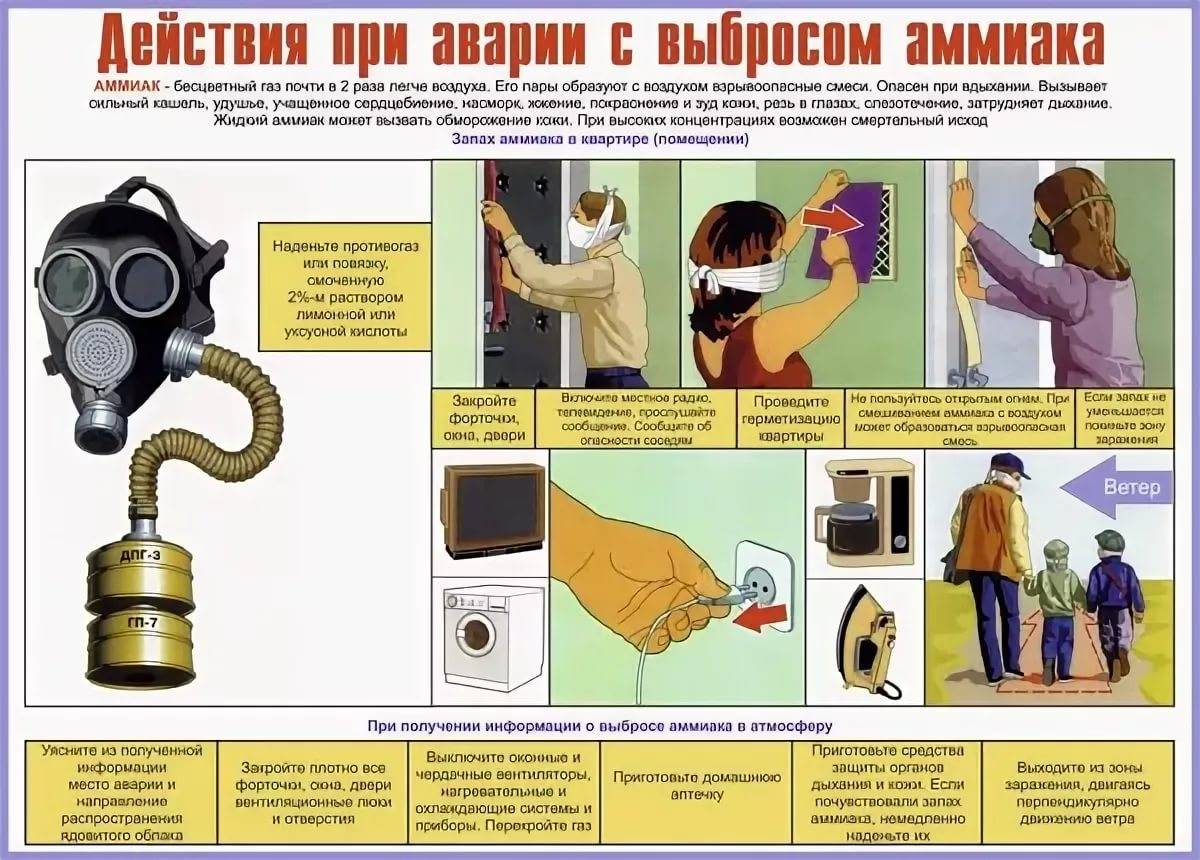 Действия при аварии с выбросом аммиака
АММИАК - бесцветный газ почти в 2 раза легче воздуха. Его пары образуют с воздухом взрывоопасные смеси. Опасен при вдыхании. Вызывает
сильный кашель, удушье, учащенное сердцебиение, насморк, жжение, покраснение и зуд кожи, резь в глазах, слезотечение, затрудняет дыхание.
Жидкий аммиак может вызвать обморожение кожи. При высоких концентрациях возможен смертельный исход
Запах аммиака в квартире (помещении)
Наденьте противогаз
или повязку,
смоченную
2%-м раствором
лимонной или
уксусной кислоты
Закройте
форточки,
окна, двери
Включите местное радио,
телевидение, прослушайте
сообщение. Сообщите об
опасности соседям
Проведите
герметизацию
квартиры
Не пользуйтесь открытым огнем. При
смешивании аммиака с воздухом
может образоваться взрывоопасная
смесь
Если запах не
уменьшается
покиньте зону
заражения
Ветер
ДПГ-3
ГП-7
При получении информации о выбросе аммиака в атмосферу
Уясните из полученной
информации
место аварии и
направление
распространения
ядовитого облака
Закройте плотно все
форточки, окна, двери
вентиляционные люки
и отверстия
Выключите оконные и
чердачные вентиляторы,
нагревательные и
охлаждающие системы и
приборы. Перекройте газ
Приготовьте домашнюю
аптечку
Приготовьте средства
защиты органов
дыхания и кожи. Если
почувствовали запах
аммиака, немедленно
наденьте их
Выходите из зоны
заражения, двигаясь
перпендикулярно
движению ветра